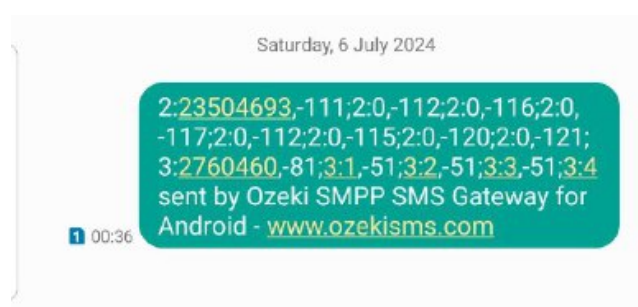 Saturday, 6 July 2024
2:23504693,-111;2:0,-112;2:0,-116;2:0,
-117;2:0,-112;2:0,-115;2:0,-120;2:0,-121;
3:2760460,-81;3:1,-51;3:2,-51;3:3,-51;3:4
sent by Ozeki SMPP SMS Gateway for
Android - www.ozekisms.com
1 00:36